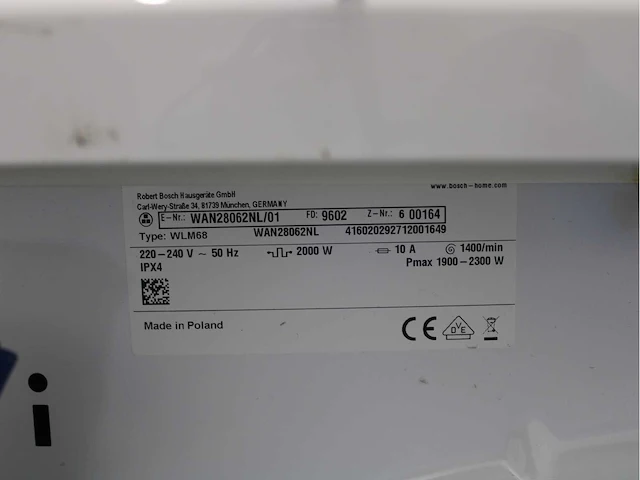 Robert Bosch Hausgeräte GmbH
www.bosch-home.com
Carl-Wery-Straße 34, 81739 München, GERMANY
E-Nr.: WAN28062NL/01 FD: 9602 Z-Nr.: 6 00164
Type: WLM68 WAN28062NL 416020292712001649
220-240 V ~ 50 Hz 2000 W 10 A 1400/min
IPX4 Pmax 1900-2300 W
Made in Poland
CE DVE
i